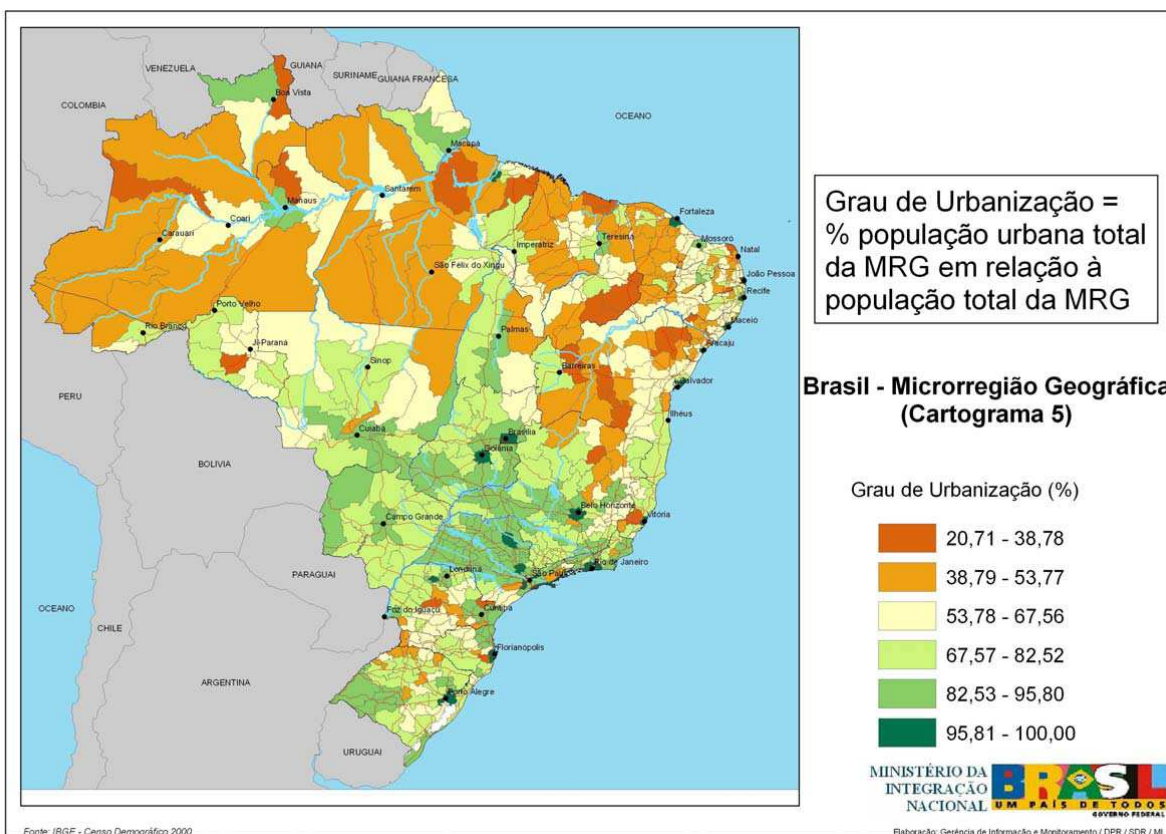 VENEZUELA
GUIANA
SURINAME
GUIANA FRANCESA
COLOMBIA
Boa Vista
OCEANO
Macapá
Santarém
Manaus
Coari
Carauari
Fortaleza
Mossoró
Teresina
Imperatriz
Natal
João Pessoa
Recife
São Félix do Xingu
Porto Velho
Rio Branco
Ji-Paraná
Palmas
Maceió
Aracaju
Sinop
Barreiras
Salvador
Ilhéus
PERU
BOLIVIA
Cuiabá
Brasília
Goiânia
Campo Grande
Belo Horizonte
Vitória
PARAGUAI
Londrina
São Paulo
Rio de Janeiro
Foz do Iguaçu
Curitiba
Florianópolis
OCEANO
CHILE
ARGENTINA
Porto Alegre
URUGUAI
Grau de Urbanização =
% população urbana total
da MRG em relação à
população total da MRG
Brasil - Microrregião Geográfica
(Cartograma 5)
Grau de Urbanização (%)
20,71 - 38,78
38,79 - 53,77
53,78 - 67,56
67,57 - 82,52
82,53 - 95,80
95,81 - 100,00
MINISTÉRIO DA
INTEGRAÇÃO
NACIONAL
BRASIL
UM PAÍS DE TODOS
GOVERNO FEDERAL
Fonte: IBGE - Censo Demográfico 2000
Elaboração: Gerência de Informação e Monitoramento / DPR / SDR / MI